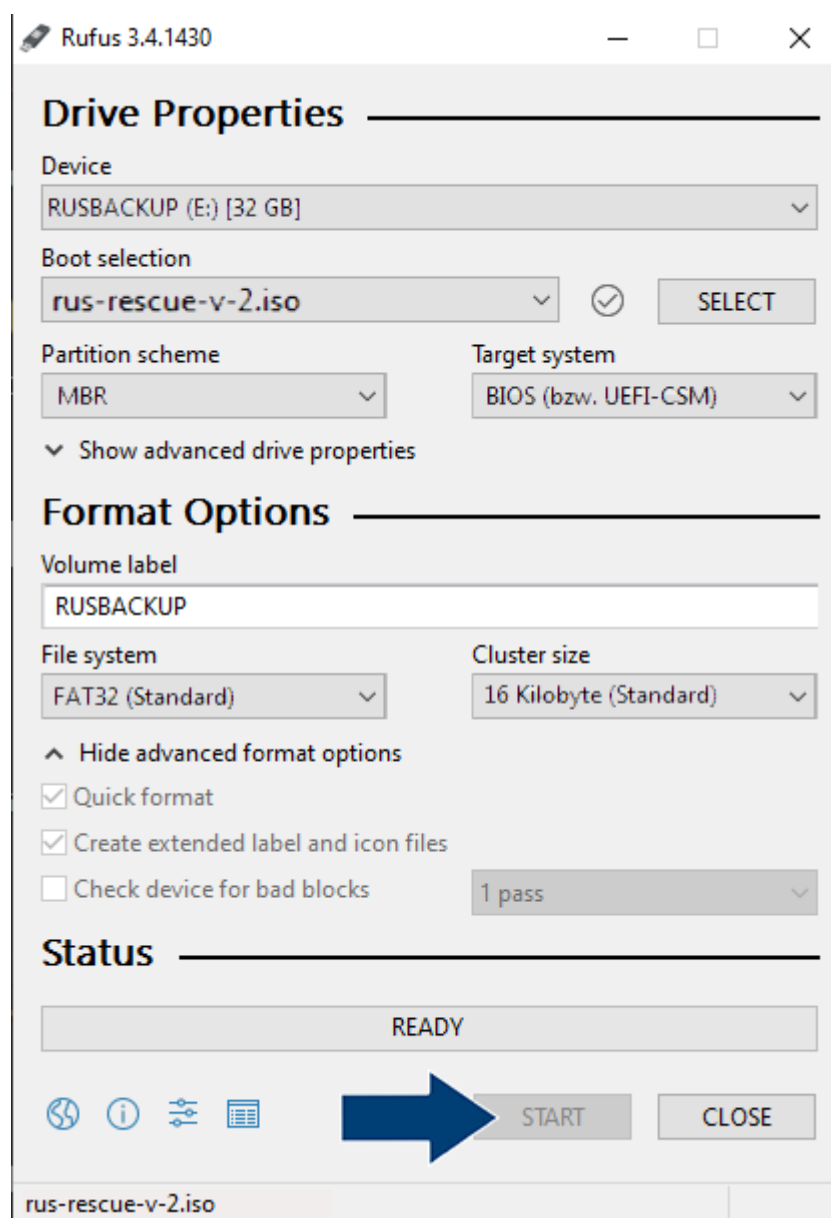 Rufus 3.4.1430
Drive Properties
Device
RUSBACKUP (E:) [32 GB]
Boot selection
rus-rescue-v-2.iso
SELECT
Partition scheme
Target system
MBR
BIOS (bzw. UEFI-CSM)
Show advanced drive properties
Format Options
Volume label
RUSBACKUP
File system
Cluster size
FAT32 (Standard)
16 Kilobyte (Standard)
Hide advanced format options
Quick format
Create extended label and icon files
Check device for bad blocks
1 pass
Status
READY
START
CLOSE
rus-rescue-v-2.iso